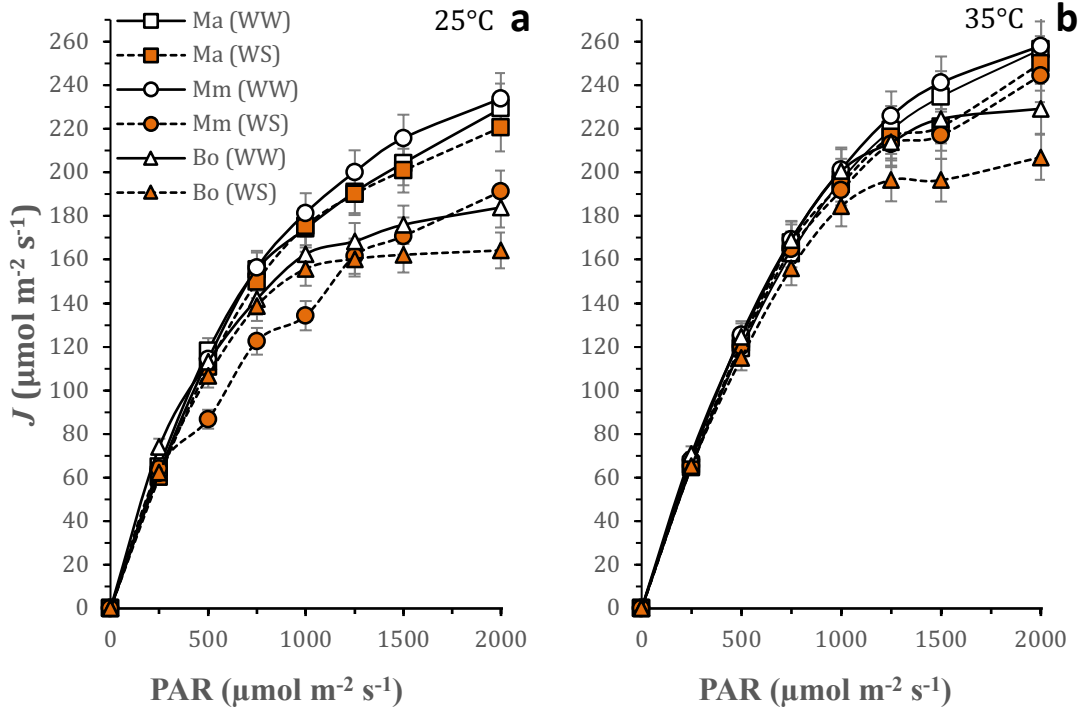 25°C a
Ma (WW)
Ma (WS)
Mm (WW)
Mm (WS)
Bo (WW)
Bo (WS)
260
240
220
200
180
160
140
120
100
80
60
40
20
0
0 500 1000 1500 2000
J (µmol m-2 s-1)
PAR (µmol m-2 s-1)
35°C b
260
240
220
200
180
160
140
120
100
80
60
40
20
0
0 500 1000 1500 2000
PAR (µmol m-2 s-1)